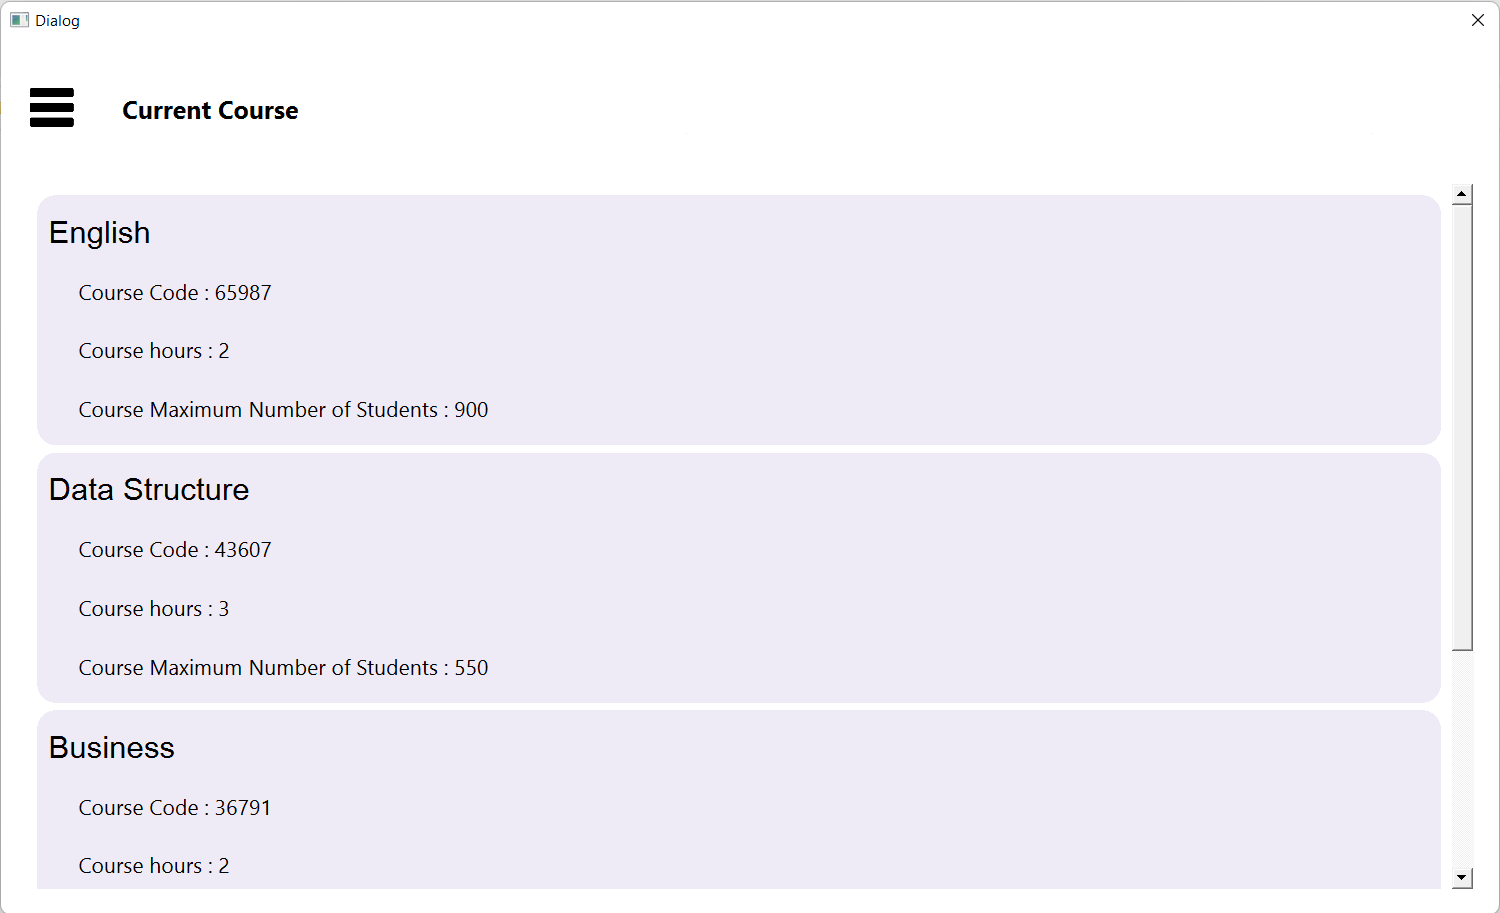 Dialog
Current Course
English
Course Code : 65987
Course hours : 2
Course Maximum Number of Students : 900
Data Structure
Course Code : 43607
Course hours : 3
Course Maximum Number of Students : 550
Business
Course Code : 36791
Course hours : 2